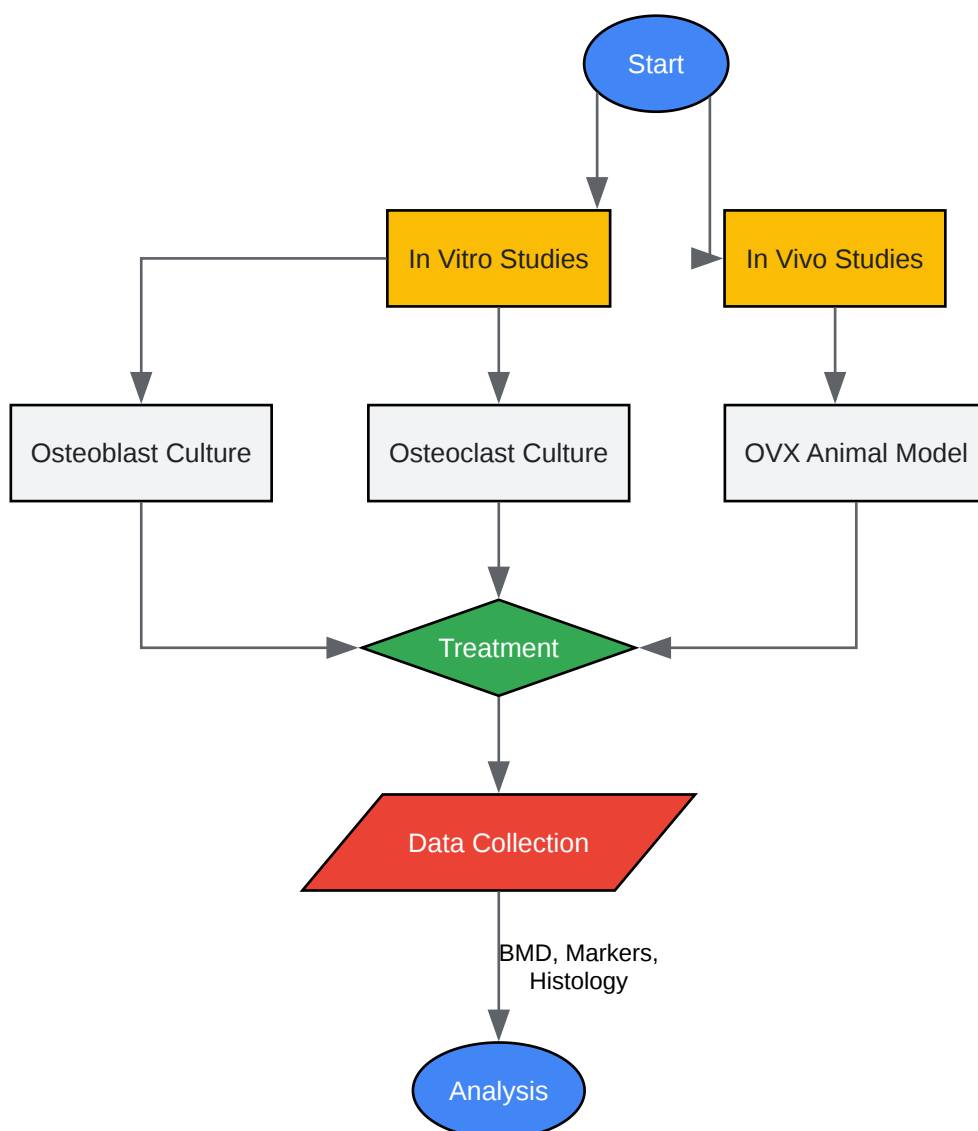 Start
In Vitro Studies
In Vivo Studies
Osteoblast Culture
Osteoclast Culture
OVX Animal Model
Treatment
Data Collection
BMD, Markers,
Histology
Analysis